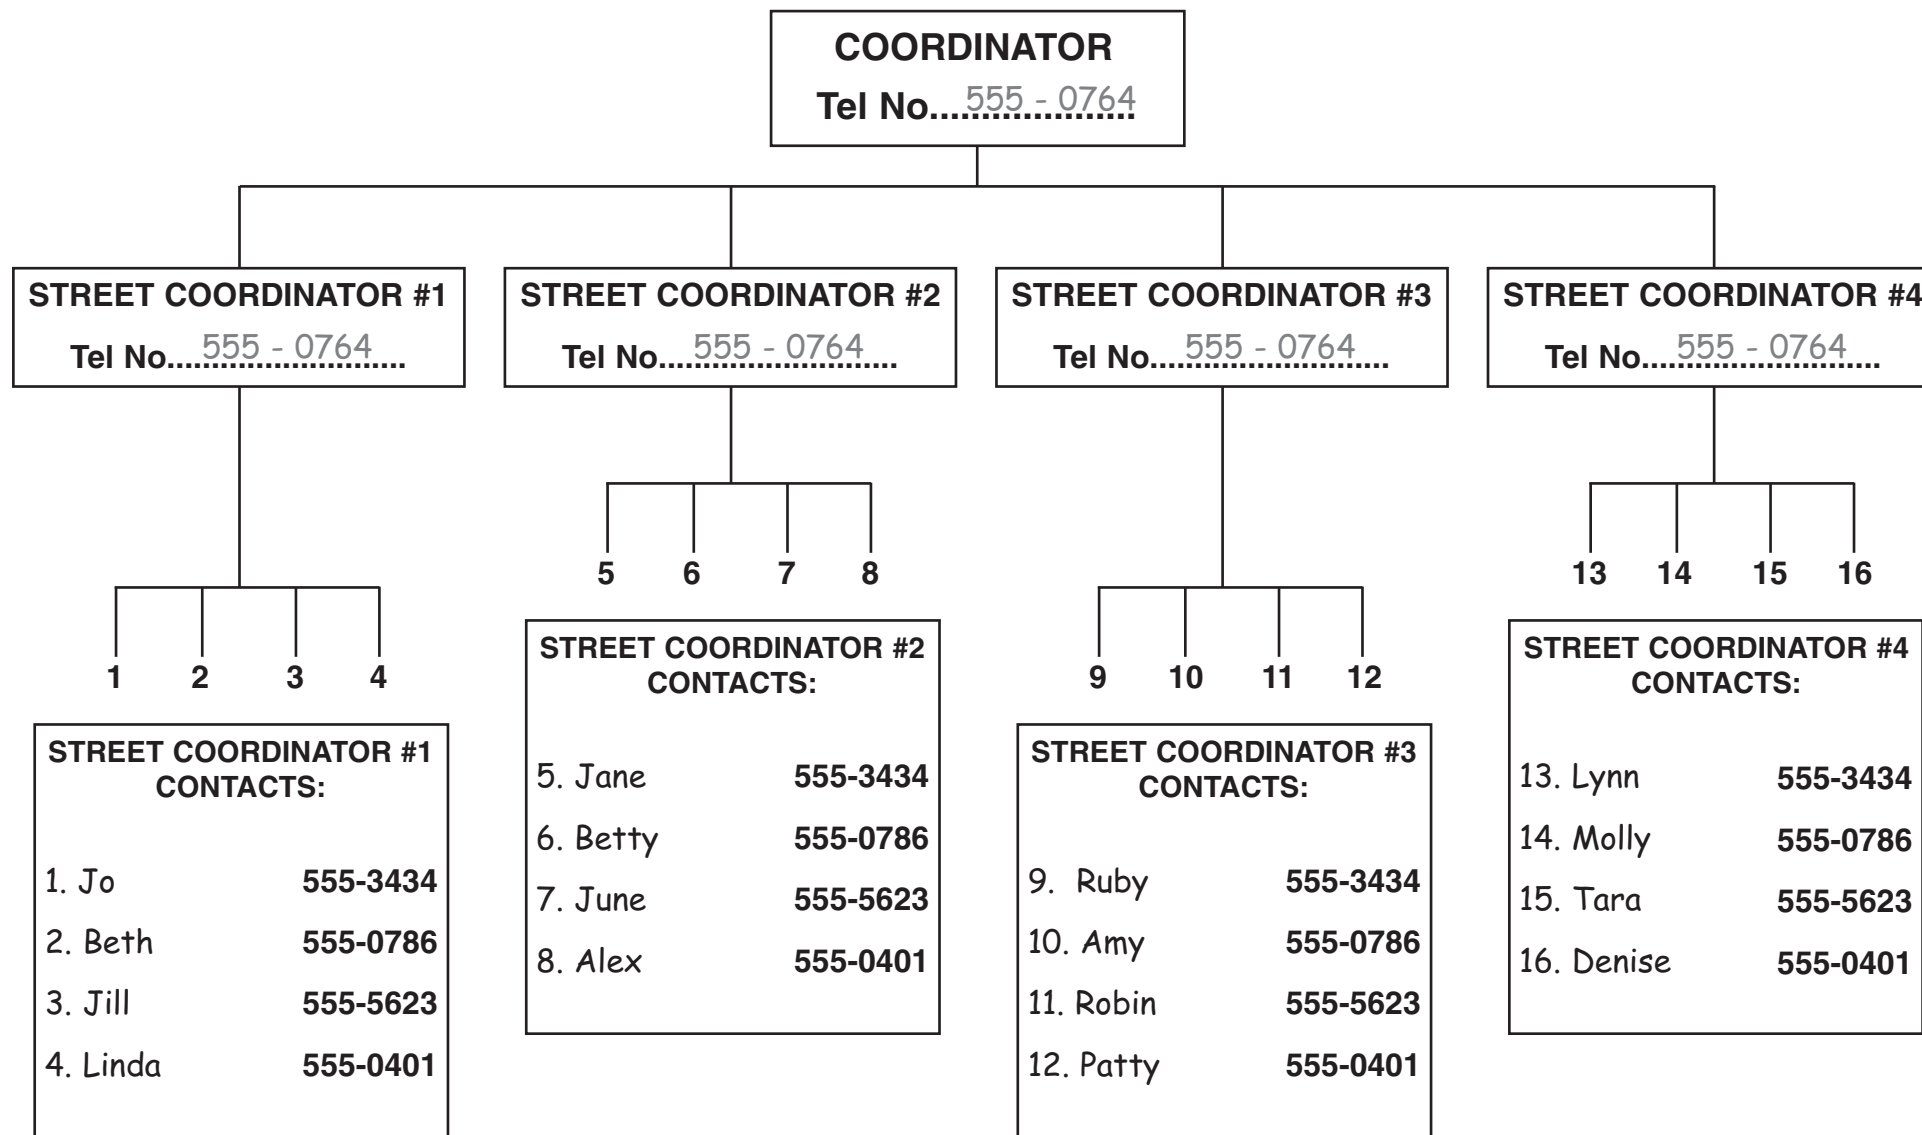 COORDINATOR
Tel No.....555 - 0764
STREET COORDINATOR #1
Tel No....555 - 0764....
STREET COORDINATOR #2
Tel No....555 - 0764....
STREET COORDINATOR #3
Tel No....555 - 0764....
STREET COORDINATOR #4
Tel No....555 - 0764....
1 2 3 4
5 6 7 8
9 10 11 12
13 14 15 16
STREET COORDINATOR #1
CONTACTS:
1. Jo 555-3434
2. Beth 555-0786
3. Jill 555-5623
4. Linda 555-0401
STREET COORDINATOR #2
CONTACTS:
5. Jane 555-3434
6. Betty 555-0786
7. June 555-5623
8. Alex 555-0401
STREET COORDINATOR #3
CONTACTS:
9. Ruby 555-3434
10. Amy 555-0786
11. Robin 555-5623
12. Patty 555-0401
STREET COORDINATOR #4
CONTACTS:
13. Lynn 555-3434
14. Molly 555-0786
15. Tara 555-5623
16. Denise 555-0401